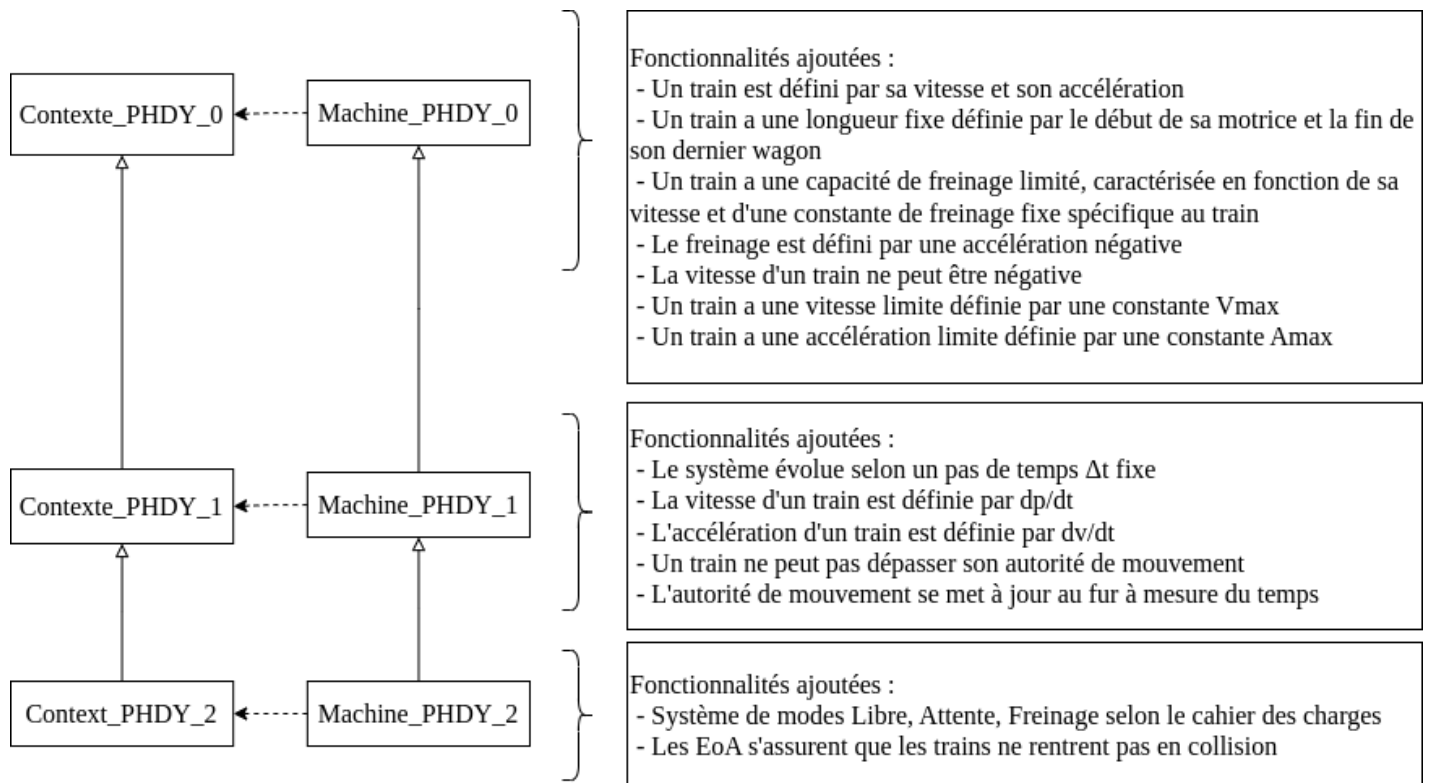 Contexte_PHDY_0
Machine_PHDY_0
Fonctionnalités ajoutées :
- Un train est défini par sa vitesse et son accélération
- Un train a une longueur fixe définie par le début de sa motrice et la fin de
son dernier wagon
- Un train a une capacité de freinage limité, caractérisée en fonction de sa
vitesse et d'une constante de freinage fixe spécifique au train
- Le freinage est défini par une accélération négative
- La vitesse d'un train ne peut être négative
- Un train a une vitesse limite définie par une constante Vmax
- Un train a une accélération limite définie par une constante Amax
Contexte_PHDY_1
Machine_PHDY_1
Fonctionnalités ajoutées :
- Le système évolue selon un pas de temps Δt fixe
- La vitesse d'un train est définie par dp/dt
- L'accélération d'un train est définie par dv/dt
- Un train ne peut pas dépasser son autorité de mouvement
- L'autorité de mouvement se met à jour au fur à mesure du temps
Context_PHDY_2
Machine_PHDY_2
Fonctionnalités ajoutées :
- Système de modes Libre, Attente, Freinage selon le cahier des charges
- Les EoA s'assurent que les trains ne rentrent pas en collision